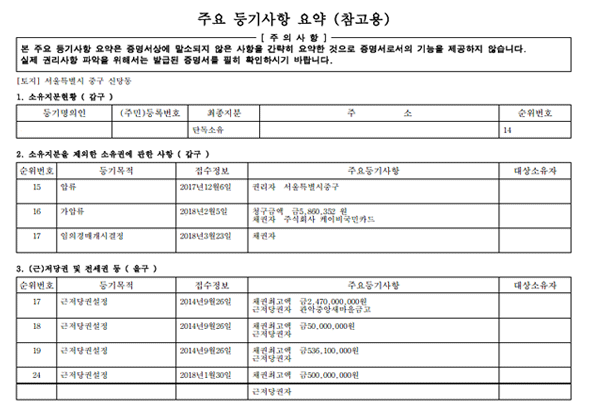 주요 등기사항 요약 (참고용)
[ 주 의 사 항 ]
본 주요 등기사항 요약은 증명서상에 말소되지 않은 사항을 간략히 요약한 것으로 증명서로서의 기능을 제공하지 않습니다.
실제 권리사항 파악을 위해서는 발급된 증명서를 필히 확인하시기 바랍니다.
[토지] 서울특별시 중구 신당동
1. 소유지분현황 ( 갑구 )
등기명의인 (주민)등록번호 최종지분 주 소 순위번호
단독소유 14
2. 소유지분을 제외한 소유권에 관한 사항 ( 갑구 )
순위번호 등기목적 접수정보 주요등기사항 대상소유자
15 압류 2017년12월6일 권리자 서울특별시중구
16 가압류 2018년2월5일 청구금액 금5,860,352 원
채권자 주식회사 케이비국민카드
17 임의경매개시결정 2018년3월23일 채권자
3. (근)저당권 및 전세권 등 ( 을구 )
순위번호 등기목적 접수정보 주요등기사항 대상소유자
17 근저당권설정 2014년9월26일 채권최고액 금2,470,000,000원
근저당권자 관악중앙새마을금고
18 근저당권설정 2014년9월26일 채권최고액 금50,000,000원
근저당권자
19 근저당권설정 2014년9월26일 채권최고액 금536,100,000원
근저당권자
24 근저당권설정 2018년1월30일 채권최고액 금500,000,000원
근저당권자